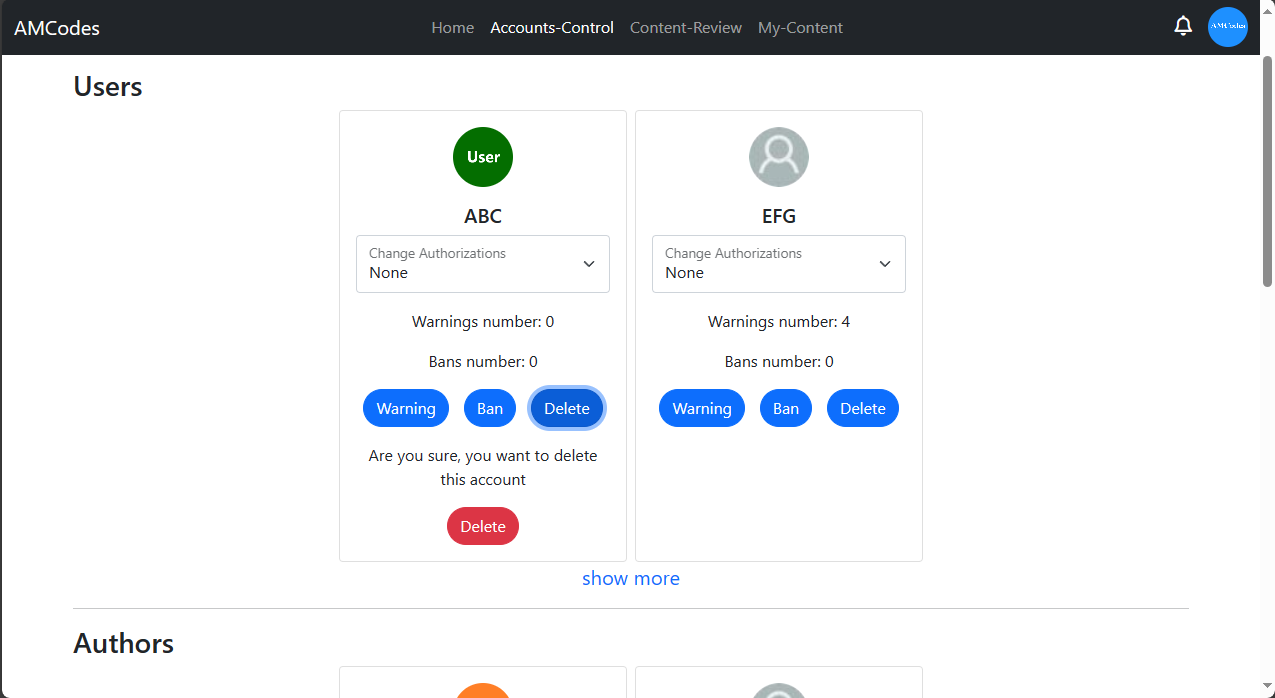 AMCodes
Home Accounts-Control Content-Review My-Content
AMCodes
Users
User
ABC
Change Authorizations
None
Warnings number: 0
Bans number: 0
Warning Ban Delete
Are you sure, you want to delete
this account
Delete
EFG
Change Authorizations
None
Warnings number: 4
Bans number: 0
Warning Ban Delete
show more
Authors